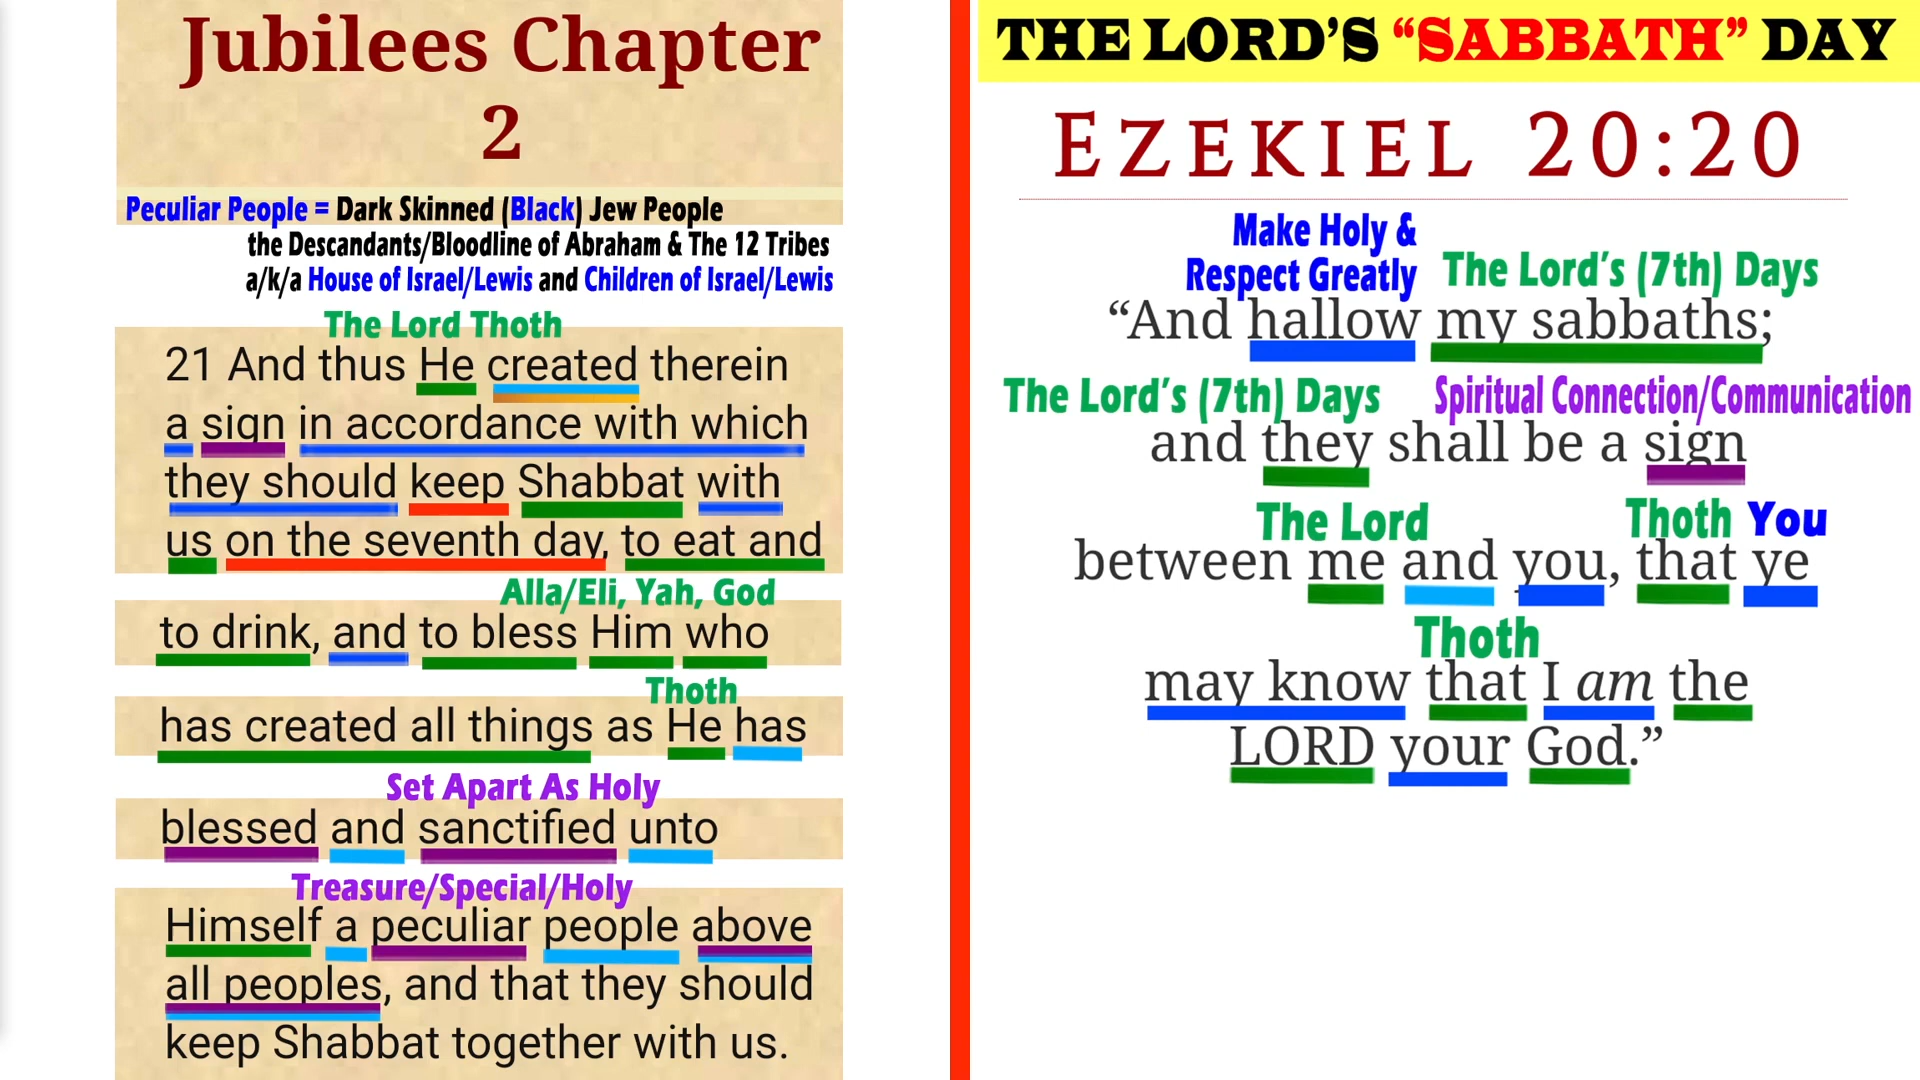 Jubilees Chapter
2
Peculiar People = Dark Skinned (Black) Jew People
the Descandants/Bloodline of Abraham & The 12 Tribes
a/k/a House of Israel/Lewis and Children of Israel/Lewis
The Lord Thoth
21 And thus He created therein
a sign in accordance with which
they should keep Shabbat with
us on the seventh day, to eat and
Alla/Eli, Yah, God
to drink, and to bless Him who
Thoth
has created all things as He has
Set Apart As Holy
blessed and sanctified unto
Treasure/Special/Holy
Himself a peculiar people above
all peoples, and that they should
keep Shabbat together with us.
THE LORD'S “SABBATH” DAY
EZEKIEL 20:20
Make Holy &
Respect Greatly
The Lord's (7th) Days
“And hallow my sabbaths;
The Lord's (7th) Days Spiritual Connection/Communication
and they shall be a sign
The Lord Thoth You
between me and you, that ye
Thoth
may know that I am the
LORD your God.”